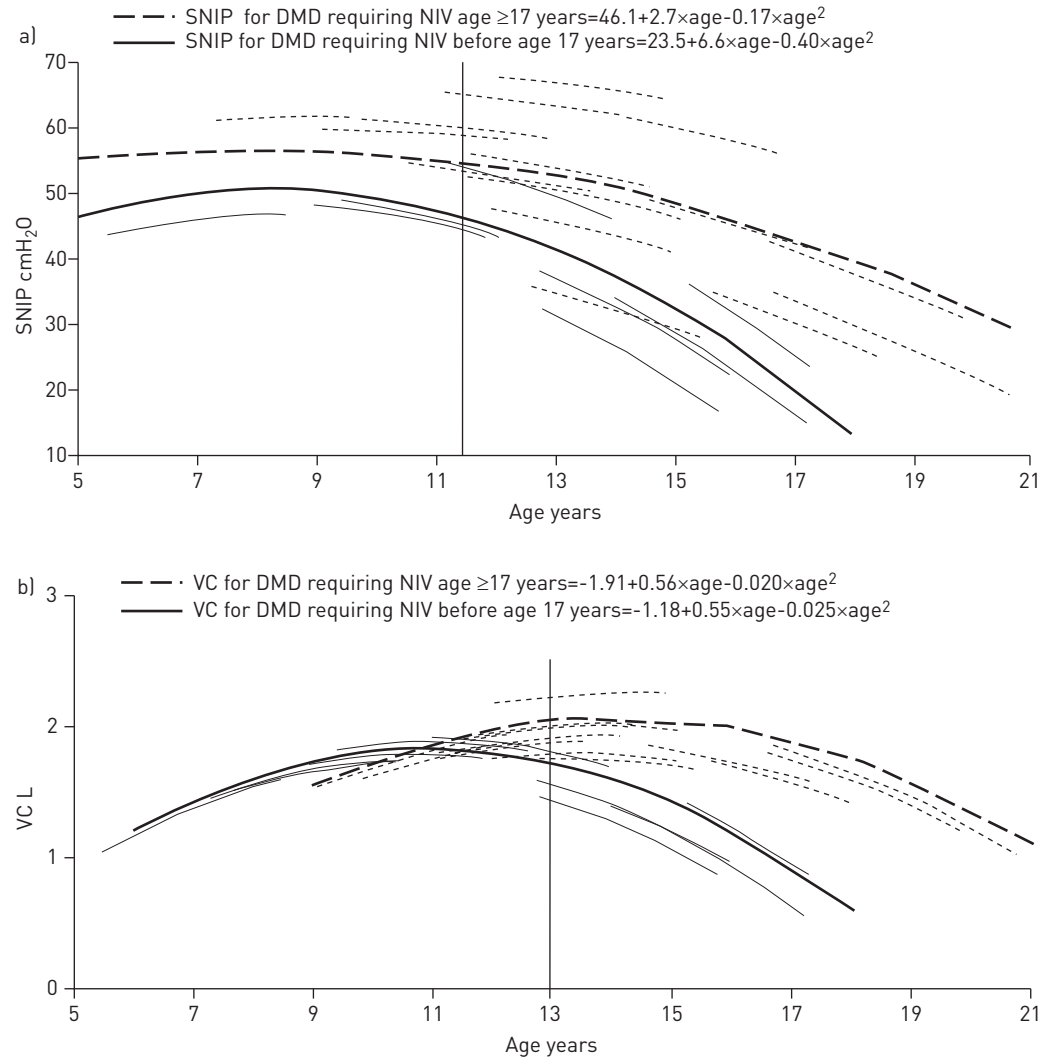 a)
SNIP for DMD requiring NIV age ≥17 years=46.1+2.7×age-0.17×age²
SNIP for DMD requiring NIV before age 17 years=23.5+6.6×age-0.40×age²
70
60
50
40
30
20
10
SNIP cmH₂O
5 7 9 11 13 15 17 19 21
Age years
b)
VC for DMD requiring NIV age ≥17 years=-1.91+0.56×age-0.020×age²
VC for DMD requiring NIV before age 17 years=-1.18+0.55×age-0.025×age²
3
2
1
0
VC L
5 7 9 11 13 15 17 19 21
Age years